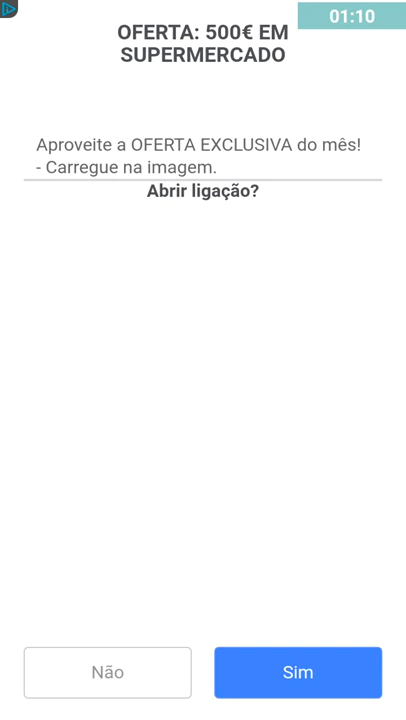 01:10
OFERTA: 500€ EM
SUPERMERCADO
Aproveite a OFERTA EXCLUSIVA do mês!
- Carregue na imagem.
Abrir ligação?
Não
Sim